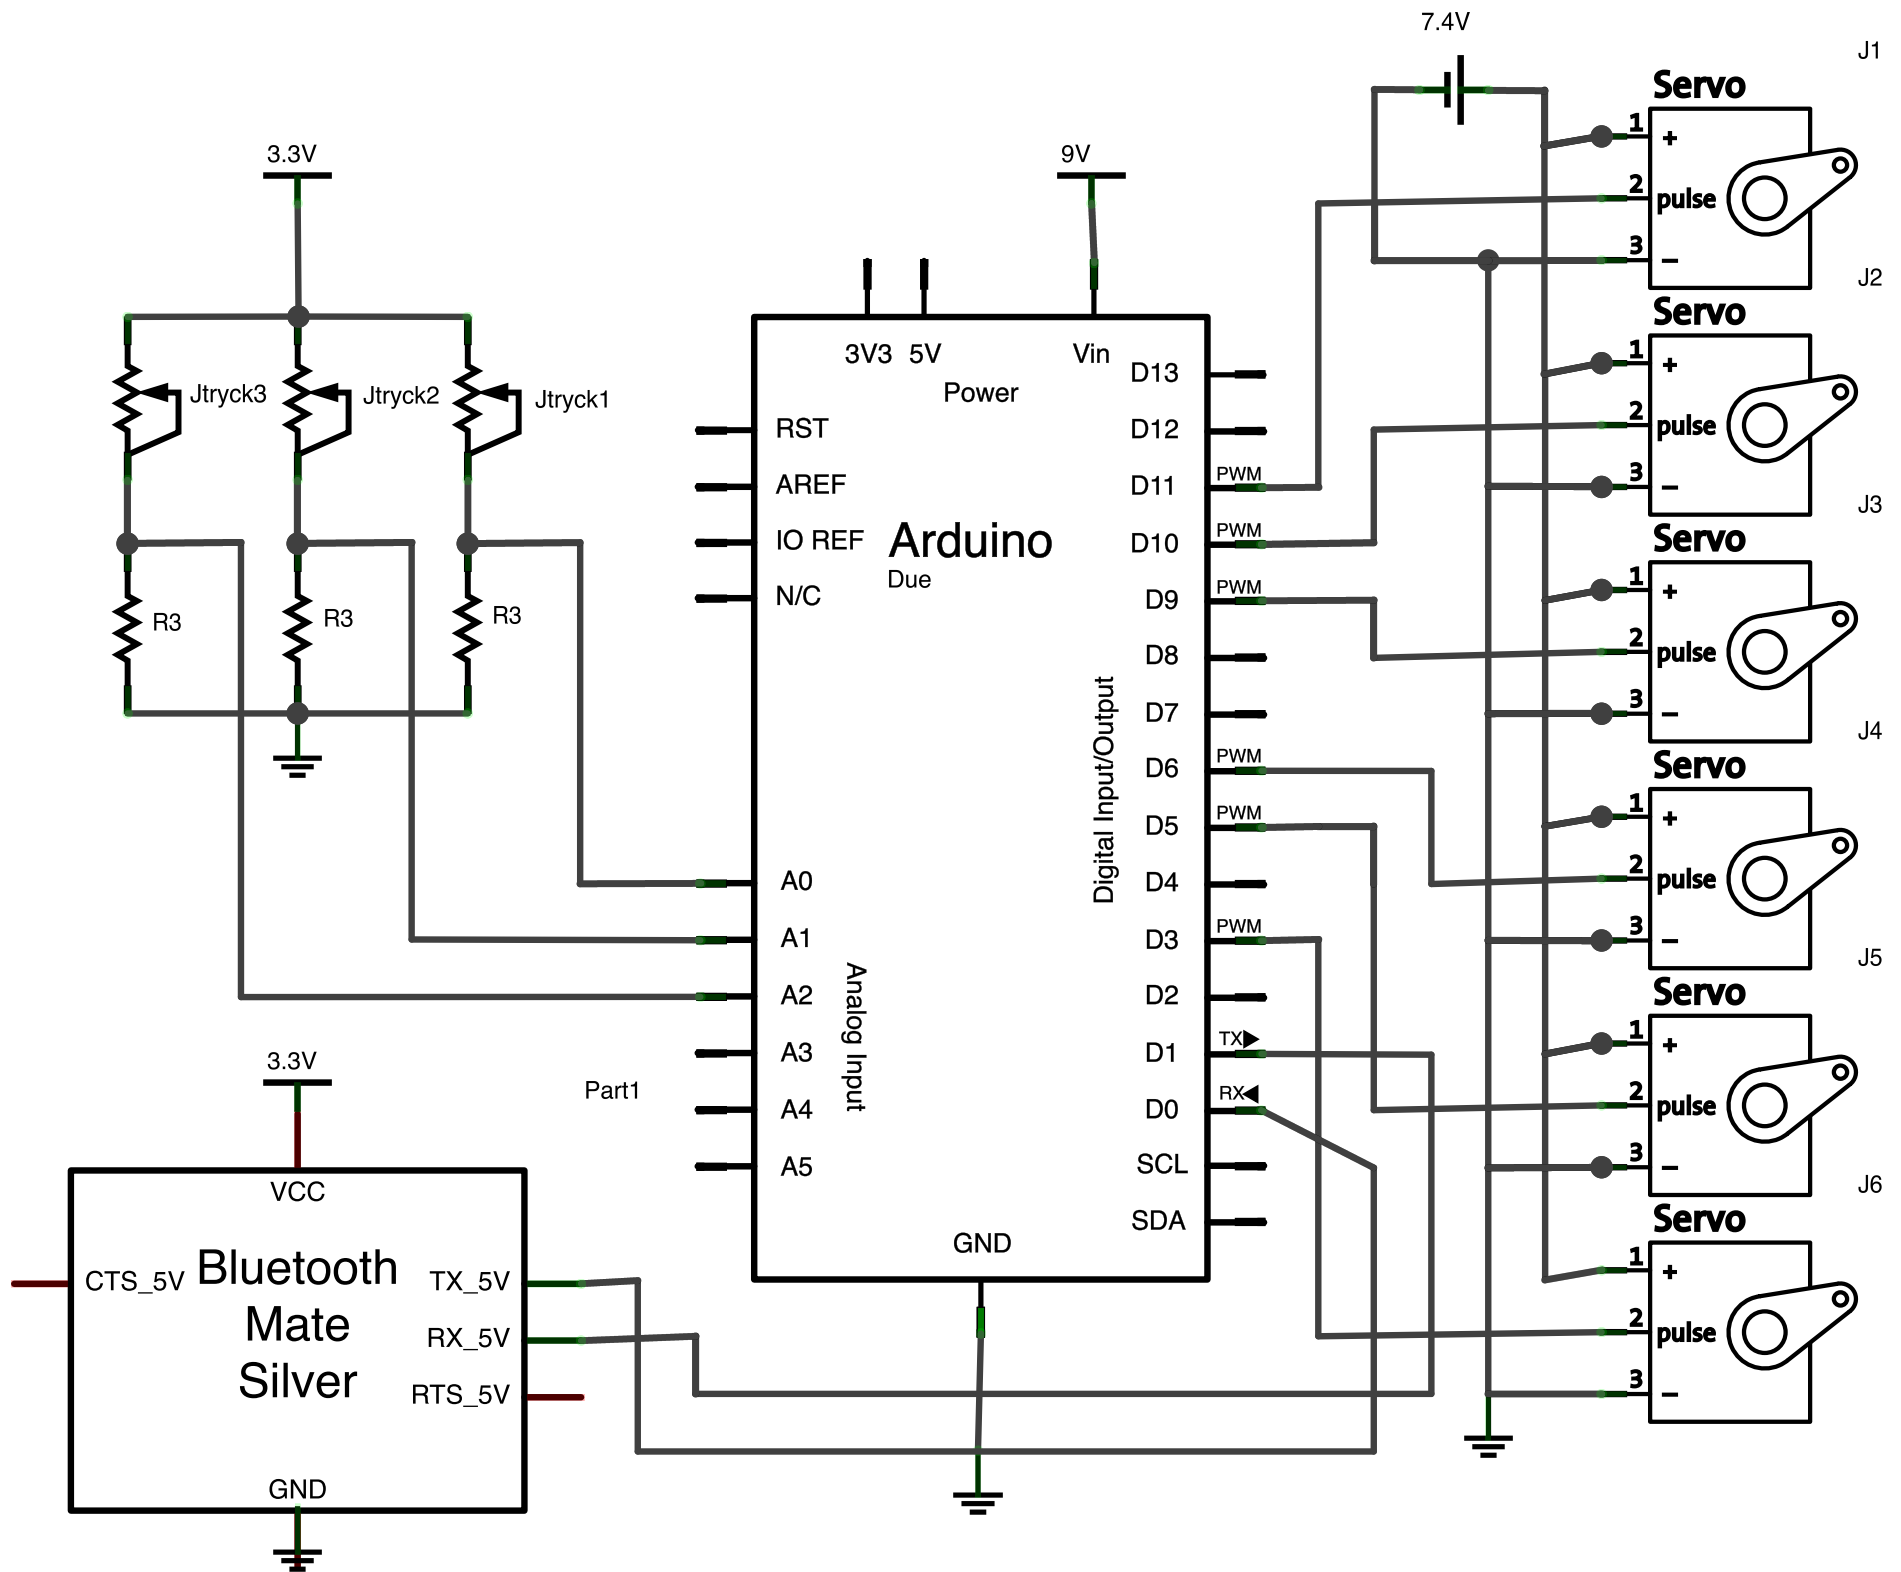 7.4V
J1
Servo
1
+
2
pulse
3
−
J2
Servo
1
+
2
pulse
3
−
J3
Servo
1
+
2
pulse
3
−
J4
Servo
1
+
2
pulse
3
−
J5
Servo
1
+
2
pulse
3
−
J6
Servo
1
+
2
pulse
3
−
3.3V
Jtryck3
Jtryck2
Jtryck1
R3
R3
R3
9V
3V3
5V
Vin
Power
RST
AREF
IO REF
N/C
Arduino
Due
A0
A1
A2
A3
A4
A5
Analog Input
Digital Input/Output
D13
D12
D11
PWM
D10
PWM
D9
PWM
D8
D7
D6
PWM
D5
PWM
D4
D3
PWM
D2
D1
TX
D0
RX
SCL
SDA
GND
Part1
3.3V
VCC
CTS_5V
Bluetooth
Mate
Silver
TX_5V
RX_5V
RTS_5V
GND